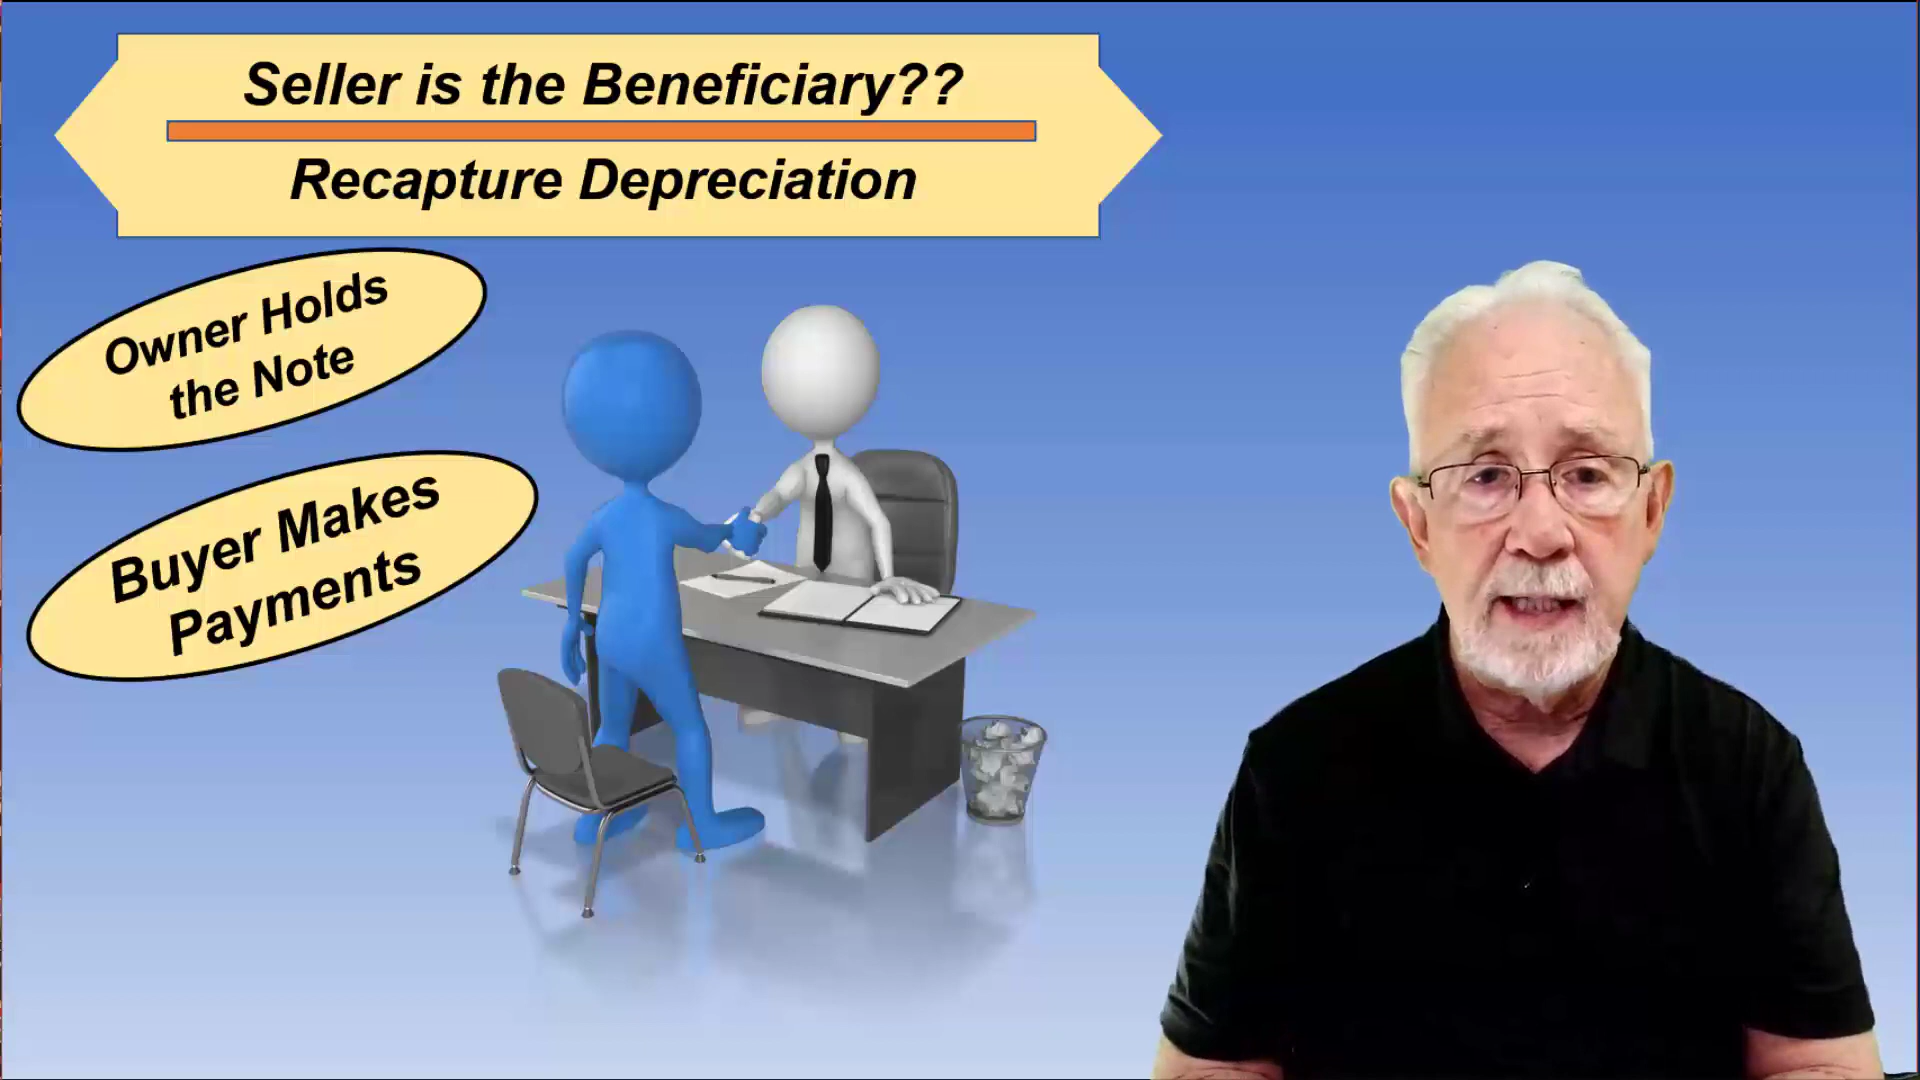 Seller is the Beneficiary??
Recapture Depreciation
Owner Holds
the Note
Buyer Makes
Payments